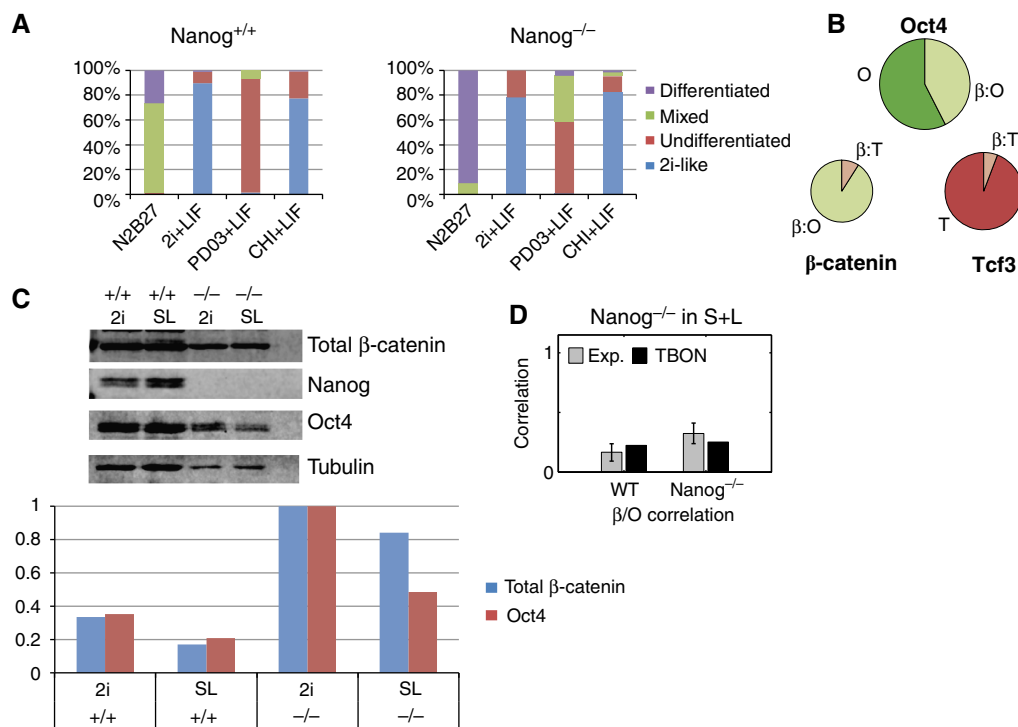 A
Nanog+/+
100%
80%
60%
40%
20%
0%
N2B27
2i+LIF
PD03+LIF
CHI+LIF
Nanog–/–
100%
80%
60%
40%
20%
0%
N2B27
2i+LIF
PD03+LIF
CHI+LIF
Differentiated
Mixed
Undifferentiated
2i-like
B
Oct4
O
β:O
β:T
β:O
β-catenin
β:T
T
Tcf3
C
+/+ +/+ –/– –/–
2i SL 2i SL
Total β-catenin
Nanog
Oct4
Tubulin
1
0.8
0.6
0.4
0.2
0
2i SL 2i SL
+/+ +/+ –/– –/–
Total β-catenin
Oct4
D
Nanog–/– in S+L
Correlation
1
0
Exp. TBON
WT Nanog–/–
β/O correlation